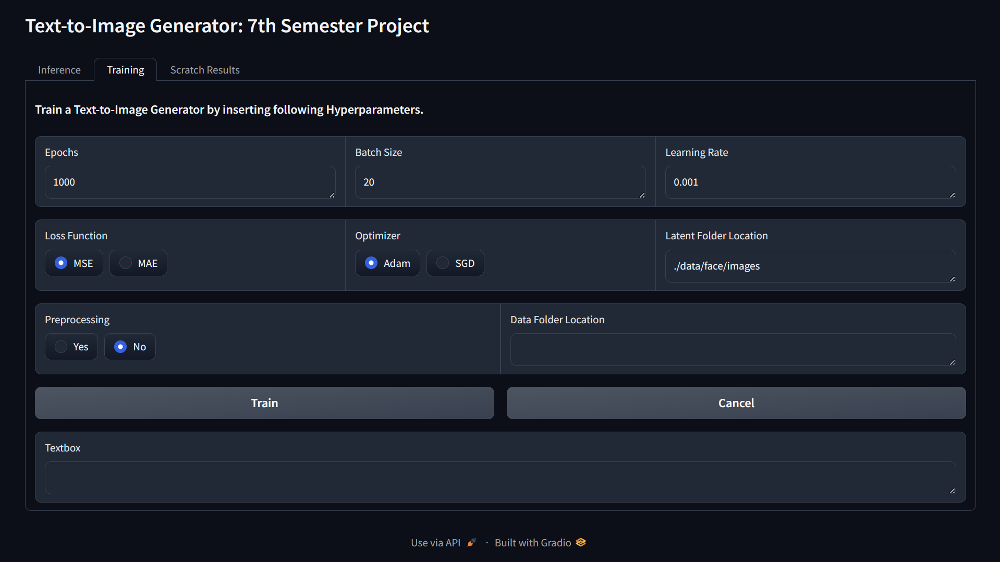 Text-to-Image Generator: 7th Semester Project
Inference Training Scratch Results
Train a Text-to-Image Generator by inserting following Hyperparameters.
Epochs Batch Size Learning Rate
1000 20 0.001
Loss Function Optimizer Latent Folder Location
MSE MAE Adam SGD ./data/face/images
Preprocessing Data Folder Location
Yes No
Train Cancel
Textbox
Use via API · Built with Gradio